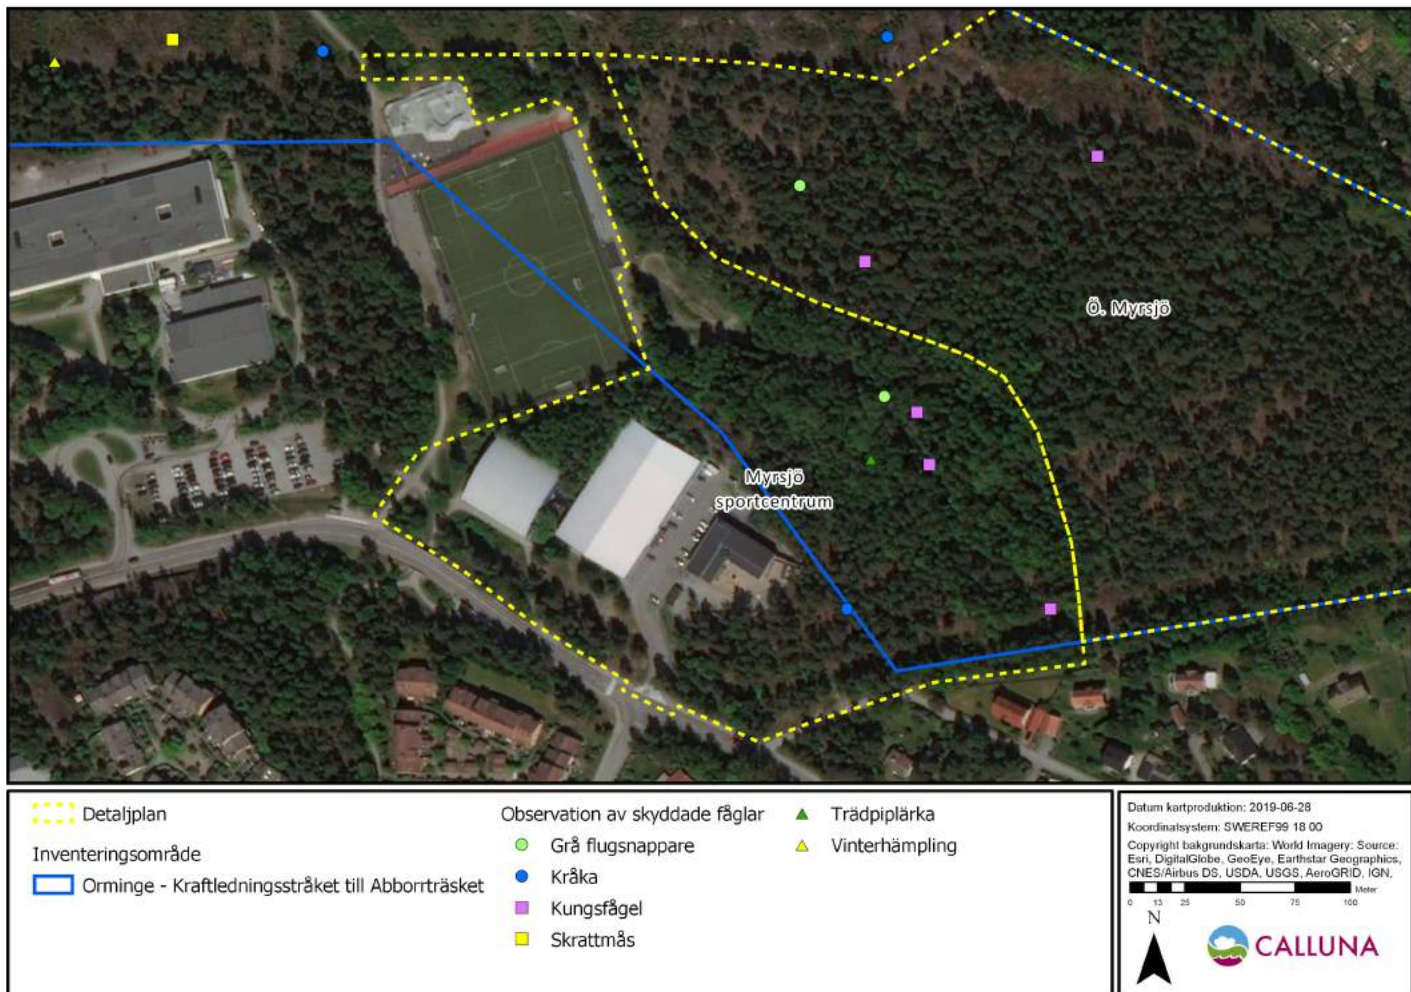 Ö. Myrsjö
Myrsjö
sportcentrum
Detaljplan
Inventeringsområde
Orminge - Kraftledningsstråket till Abborrträsket
Observation av skyddade fåglar
Grå flugsnappare
Kråka
Kungsfågel
Skrattmås
Trädpiplärka
Vinterhämpling
Datum kartproduktion: 2019-06-28
Koordinatsystem: SWEREF99 18 00
Copyright bakgrundskarta: World Imagery: Source:
Esri, DigitalGlobe, GeoEye, Earthstar Geographics,
CNES/Airbus DS, USDA, USGS, AeroGRID, IGN,
Meter
0 13 25 50 75 100
N
CALLUNA